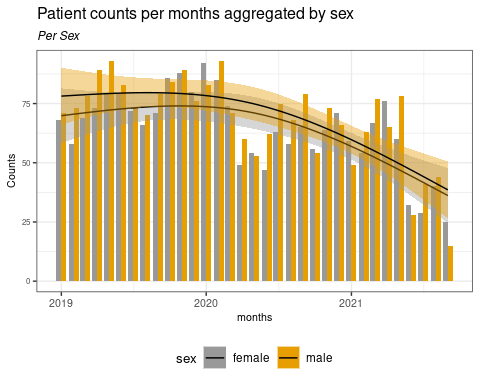 Patient counts per months aggregated by sex
Per Sex
Counts
75
50
25
0
2019 2020 2021
months
sex female male